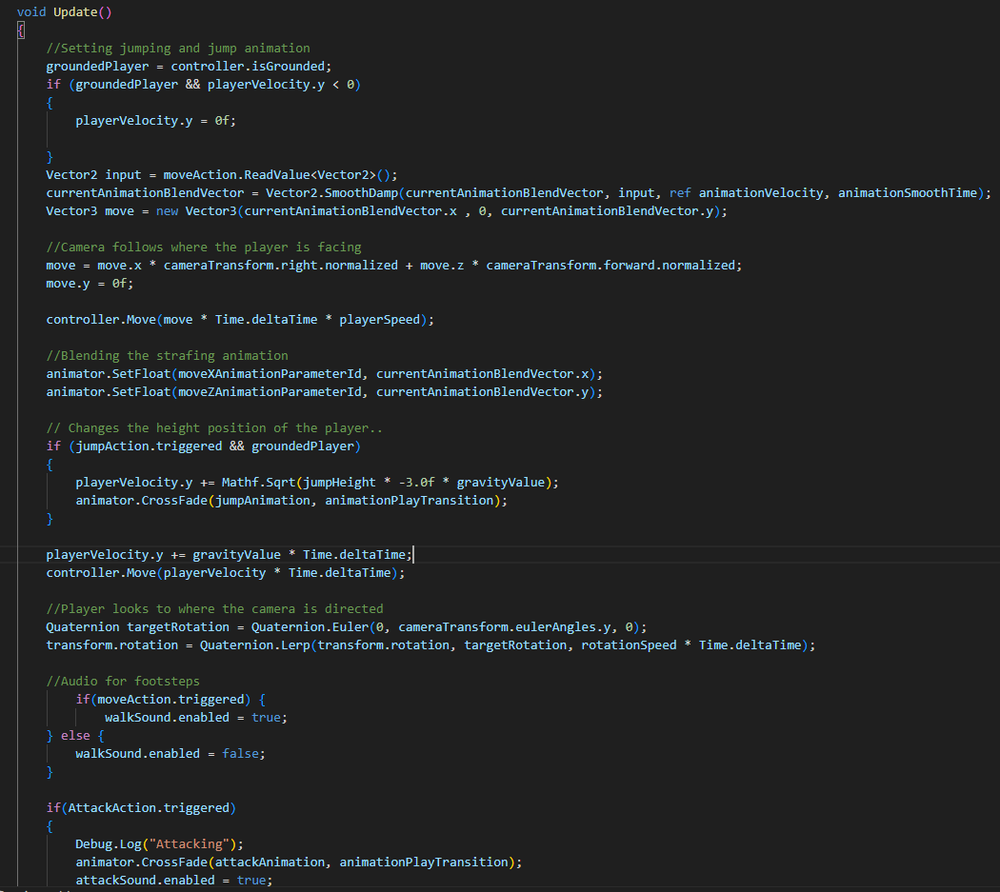 void Update()
{
//Setting jumping and jump animation
groundedPlayer = controller.isGrounded;
if (groundedPlayer && playerVelocity.y < 0)
{
playerVelocity.y = 0f;
}
Vector2 input = moveAction.ReadValue<Vector2>();
currentAnimationBlendVector = Vector2.SmoothDamp(currentAnimationBlendVector, input, ref animationVelocity, animationSmoothTime);
Vector3 move = new Vector3(currentAnimationBlendVector.x , 0, currentAnimationBlendVector.y);
//Camera follows where the player is facing
move = move.x * cameraTransform.right.normalized + move.z * cameraTransform.forward.normalized;
move.y = 0f;
controller.Move(move * Time.deltaTime * playerSpeed);
//Blending the strafing animation
animator.SetFloat(moveXAnimationParameterId, currentAnimationBlendVector.x);
animator.SetFloat(moveZAnimationParameterId, currentAnimationBlendVector.y);
// Changes the height position of the player..
if (jumpAction.triggered && groundedPlayer)
{
playerVelocity.y += Mathf.Sqrt(jumpHeight * -3.0f * gravityValue);
animator.CrossFade(jumpAnimation, animationPlayTransition);
}
playerVelocity.y += gravityValue * Time.deltaTime;
controller.Move(playerVelocity * Time.deltaTime);
//Player looks to where the camera is directed
Quaternion targetRotation = Quaternion.Euler(0, cameraTransform.eulerAngles.y, 0);
transform.rotation = Quaternion.Lerp(transform.rotation, targetRotation, rotationSpeed * Time.deltaTime);
//Audio for footsteps
if(moveAction.triggered) {
walkSound.enabled = true;
} else {
walkSound.enabled = false;
}
if(AttackAction.triggered)
{
Debug.Log("Attacking");
animator.CrossFade(attackAnimation, animationPlayTransition);
attackSound.enabled = true;